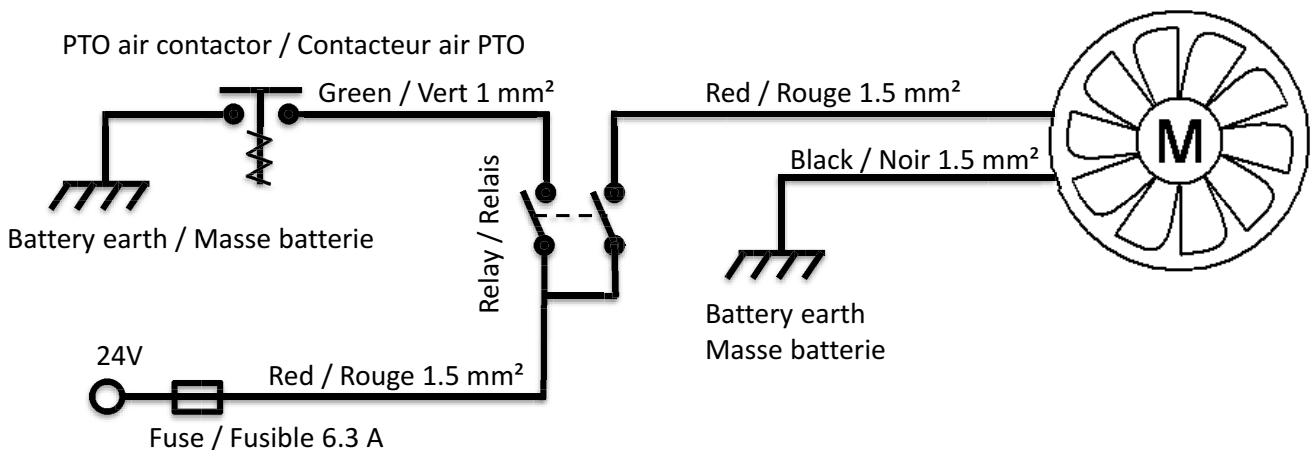 PTO air contactor / Contacteur air PTO
Green / Vert 1 mm²
Red / Rouge 1.5 mm²
M
Black / Noir 1.5 mm²
Relay / Relais
Battery earth / Masse batterie
Battery earth
Masse batterie
24V
Red / Rouge 1.5 mm²
Fuse / Fusible 6.3 A